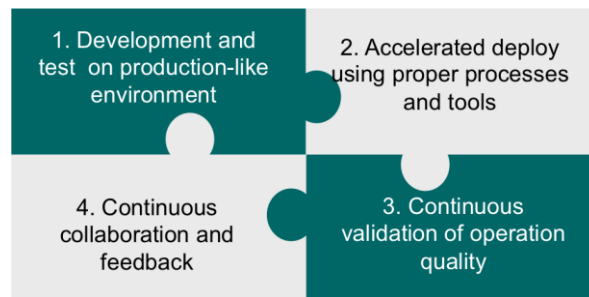 1. Development and
test on production-like
environment
2. Accelerated deploy
using proper processes
and tools
4. Continuous
collaboration and
feedback
3. Continuous
validation of operation
quality